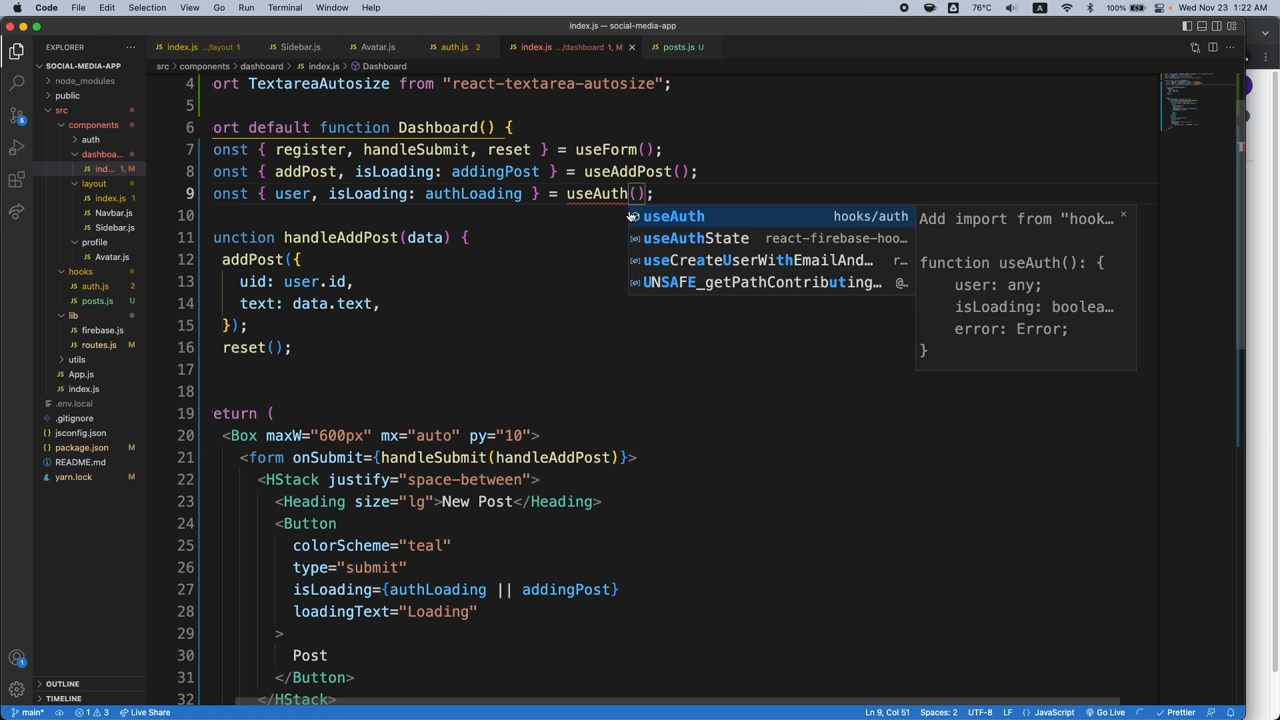 Code File Edit Selection View Go Run Terminal Window Help 76°C A 100% Wed Nov 23 1:22 AM
index.js — social-media-app
EXPLORER
index.js .../layout 1 Sidebar.js Avatar.js auth.js 2 index.js .../dashboard 1, M posts.js U
src > components > dashboard > index.js > Dashboard
SOCIAL-MEDIA-APP
node_modules
public
src
components
auth
dashboa...
ind... 1, M
layout
index.js 1
Navbar.js
Sidebar.js
profile
Avatar.js
hooks
auth.js 2
posts.js U
lib
firebase.js
routes.js M
utils
App.js
index.js
.env.local
.gitignore
jsconfig.json
package.json M
README.md
yarn.lock M
OUTLINE
TIMELINE
4 ort TextareaAutosize from "react-textarea-autosize";
5
6 ort default function Dashboard() {
7 onst { register, handleSubmit, reset } = useForm();
8 onst { addPost, isLoading: addingPost } = useAddPost();
9 onst { user, isLoading: authLoading } = useAuth();
10
11 unction handleAddPost(data) {
12 addPost({
13 uid: user.id,
14 text: data.text,
15 });
16 reset();
17
18
19 eturn (
20 <Box maxW="600px" mx="auto" py="10">
21 <form onSubmit={handleSubmit(handleAddPost)}>
22 <HStack justify="space-between">
23 <Heading size="lg">New Post</Heading>
24 <Button
25 colorScheme="teal"
26 type="submit"
27 isLoading={authLoading || addingPost}
28 loadingText="Loading"
29 >
30 Post
31 </Button>
32 </HStack>
useAuth hooks/auth
useAuthState react-firebase-hoo...
useCreateUserWithEmailAnd... r...
UNSAFE_getPathContributing... @...
Add import from "hook...
function useAuth(): {
user: any;
isLoading: boolea...
error: Error;
}
main* 1 3 Live Share Ln 9, Col 51 Spaces: 2 UTF-8 LF {} JavaScript Go Live Prettier